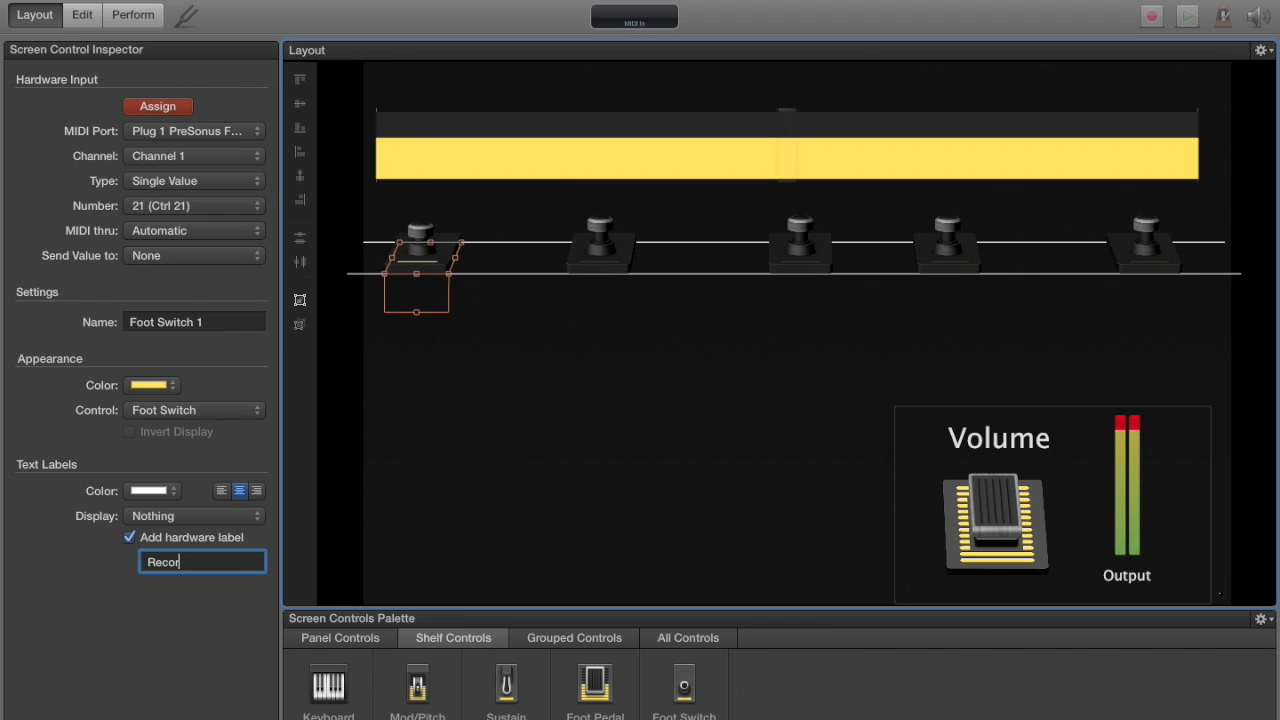 Layout
Edit
Perform
MIDI In
Screen Control Inspector
Hardware Input
Assign
MIDI Port: Plug 1 PreSonus F...
Channel: Channel 1
Type: Single Value
Number: 21 (Ctrl 21)
MIDI thru: Automatic
Send Value to: None
Settings
Name: Foot Switch 1
Appearance
Color:
Control: Foot Switch
Invert Display
Text Labels
Color:
Display: Nothing
Add hardware label
Recor
Layout
Volume
Output
Screen Controls Palette
Panel Controls
Shelf Controls
Grouped Controls
All Controls
Keyboard
Mod/Pitch
Sustain
Foot Pedal
Foot Switch